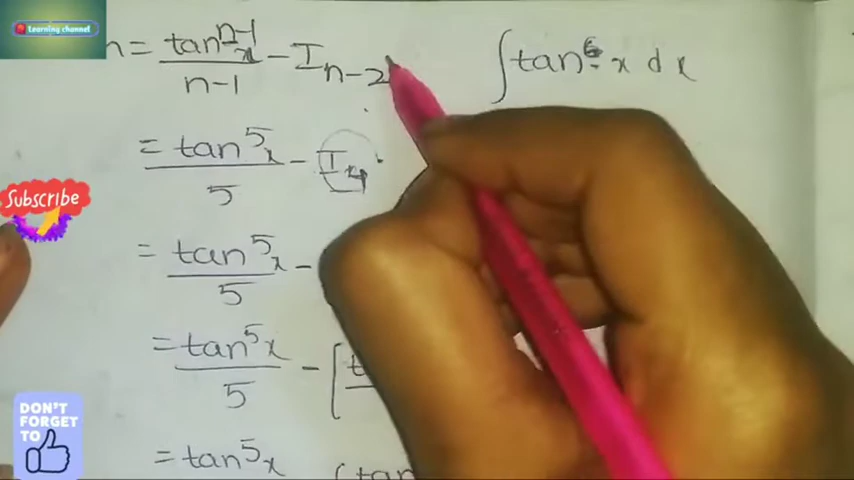 Learning channel
n = tan^{n-1}x / n-1 - I_{n-2}
∫tan^6 x dx
= tan^5x / 5 - I_4
Subscribe
= tan^5x / 5 -
= tan^5x / 5 - [
= tan^5x (tan
DON'T
FORGET
TO